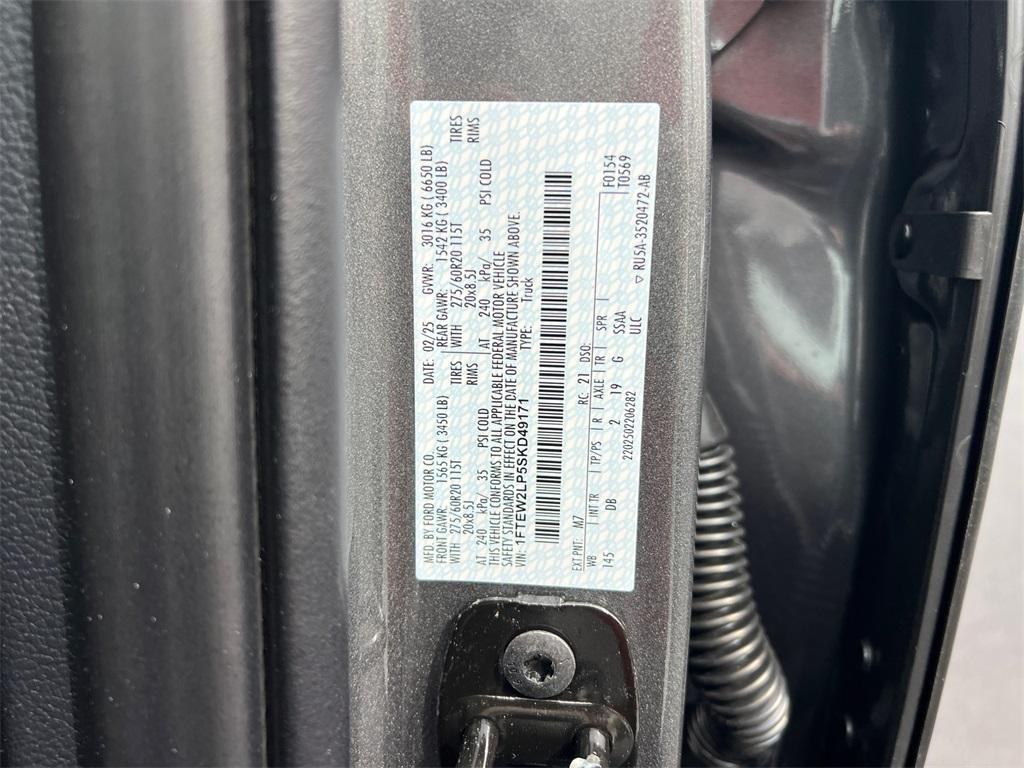 MFD. BY FORD MOTOR CO. DATE: 02/25 GVWR: 3016 KG ( 6650 LB)
FRONT GAWR: 1565 KG (3450 LB) REAR GAWR: 1542 KG ( 3400 LB)
WITH 275/60R20 115T TIRES WITH 275/60R20 115T TIRES
20x8.5J RIMS 20x8.5J RIMS
AT 240 kPa/ 35 PSI COLD AT 240 kPa/ 35 PSI COLD
THIS VEHICLE CONFORMS TO ALL APPLICABLE FEDERAL MOTOR VEHICLE
SAFETY STANDARDS IN EFFECT ON THE DATE OF MANUFACTURE SHOWN ABOVE.
VIN: 1FTEW2LP5SKD49171 TYPE: Truck
EXT PNT: M7 RC: 21 DSO: F0154
WB INT TR TP/PS R AXLE TR SPR T0569
145 DB 2 19 G SSAA
2202502206282 ULC ▽ RU5A-3520472-AB